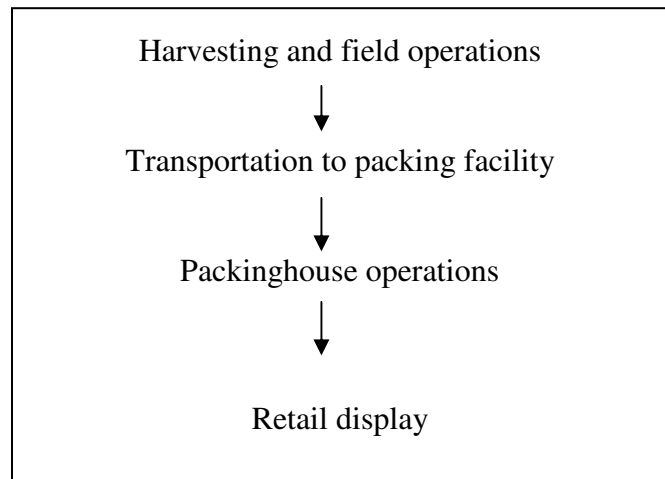 Harvesting and field operations
Transportation to packing facility
Packinghouse operations
Retail display